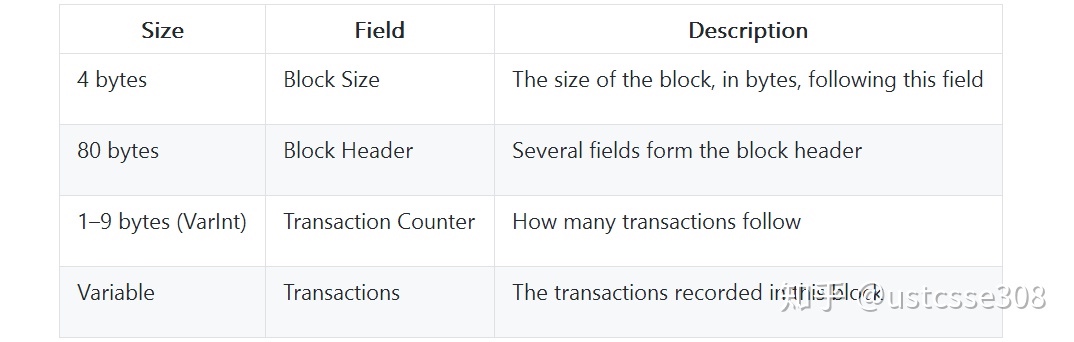 Size Field Description
4 bytes Block Size The size of the block, in bytes, following this field
80 bytes Block Header Several fields form the block header
1–9 bytes (VarInt) Transaction Counter How many transactions follow
Variable Transactions The transactions recorded in this block
知乎 @ustcsse308